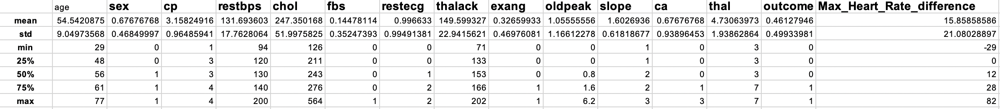 age sex cp restbps chol fbs restecg thalack exang oldpeak slope ca thal outcome Max_Heart_Rate_difference
mean 54.5420875 0.67676768 3.15824916 131.693603 247.350168 0.14478114 0.996633 149.599327 0.32659933 1.05555556 1.6026936 0.67676768 4.73063973 0.46127946 15.85858586
std 9.04973568 0.46849997 0.96485941 17.7628064 51.9975825 0.35247393 0.99491381 22.9415621 0.46976081 1.16612278 0.61818677 0.93896453 1.93862864 0.49933981 21.08028897
min 29 0 1 94 126 0 0 71 0 0 1 0 3 0 -29
25% 48 0 3 120 211 0 0 133 0 0 1 0 3 0 0
50% 56 1 3 130 243 0 1 153 0 0.8 2 0 3 0 12
75% 61 1 4 140 276 0 2 166 1 1.6 2 1 7 1 28
max 77 1 4 200 564 1 2 202 1 6.2 3 3 7 1 82